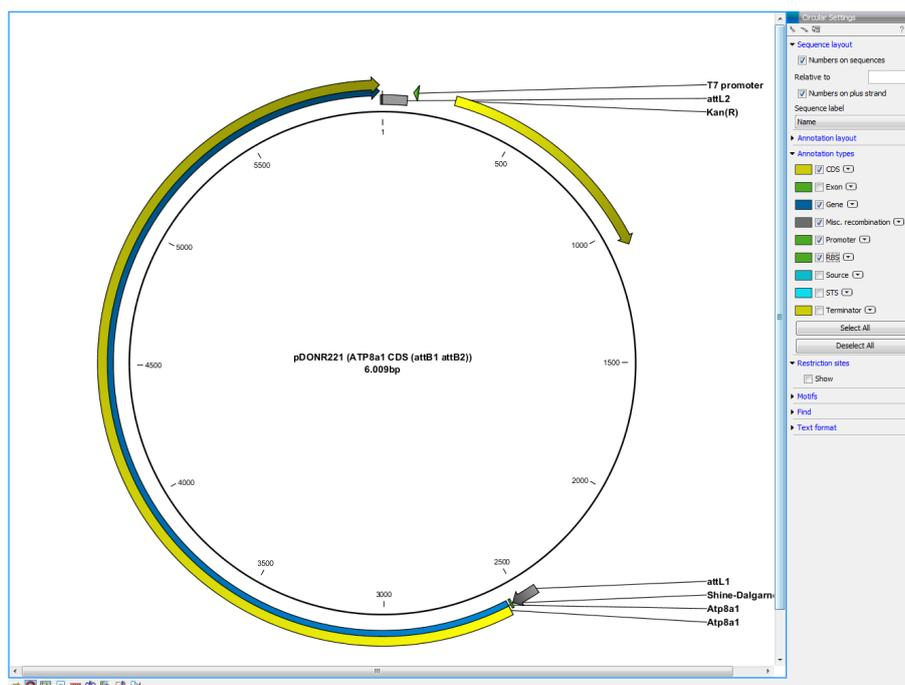 Circular Settings
?
Sequence layout
Numbers on sequences
Relative to
Numbers on plus strand
Sequence label
Name
Annotation layout
Annotation types
CDS
Exon
Gene
Misc. recombination
Promoter
RBS
Source
STS
Terminator
Select All
Deselect All
Restriction sites
Show
Motifs
Find
Text format
T7 promoter
attL2
Kan(R)
1
500
1000
1500
2000
2500
3000
3500
4000
4500
5000
5500
pDONR221 (ATP8a1 CDS (attB1 attB2))
6.009bp
attL1
Shine-Dalgarn
Atp8a1
Atp8a1